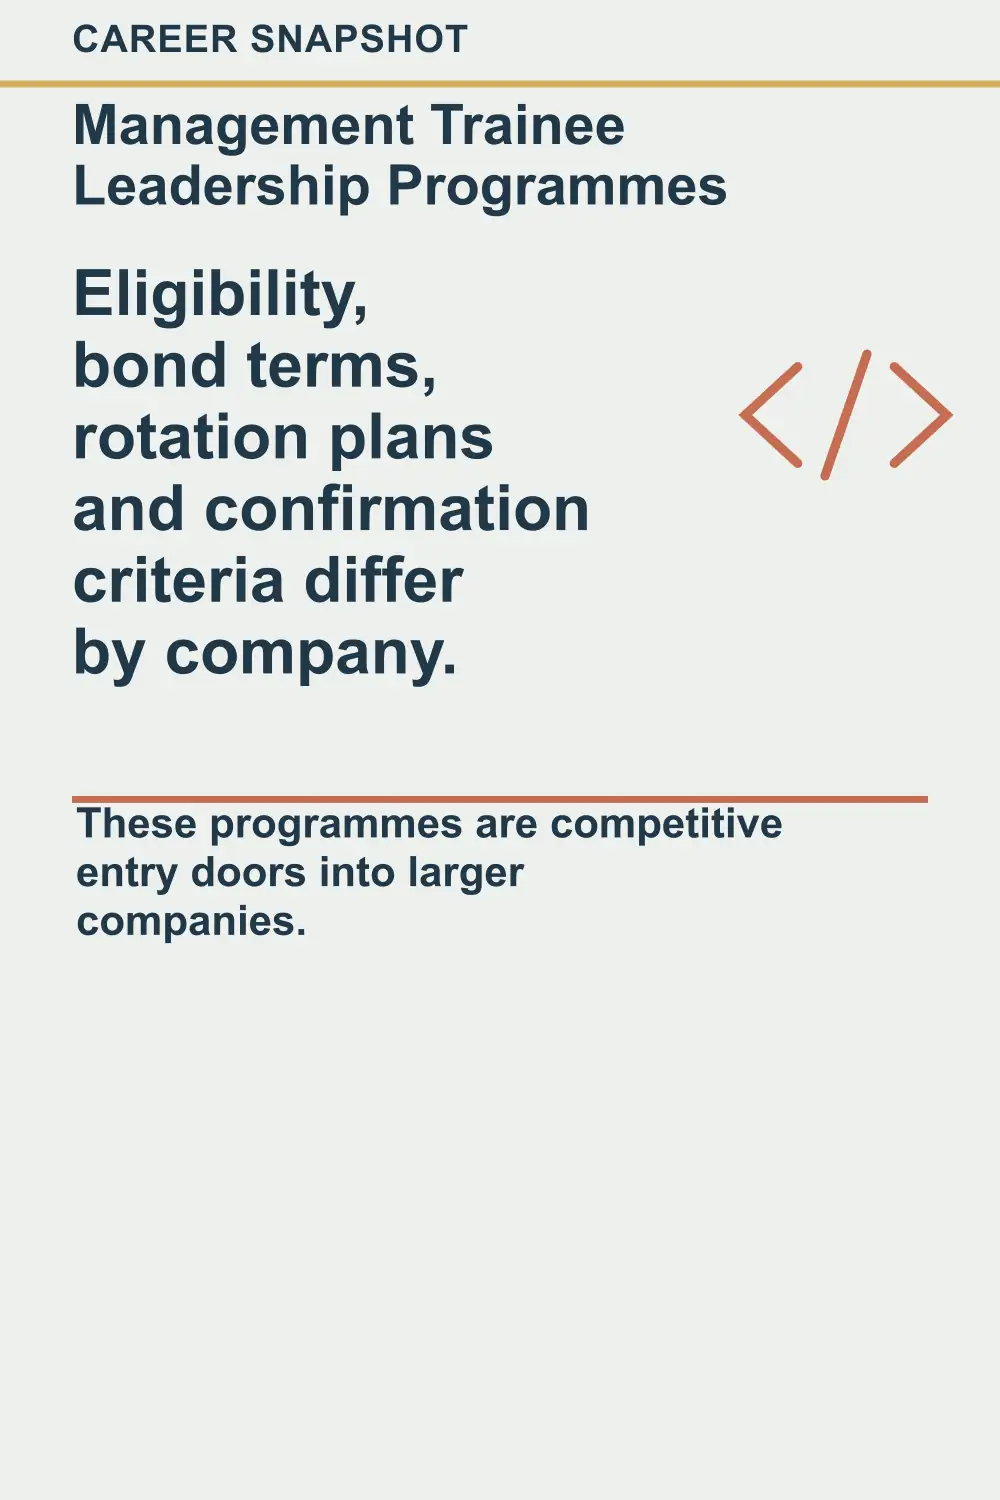 CAREER SNAPSHOT
Management Trainee
Leadership Programmes
Eligibility,
bond terms,
rotation plans
and confirmation
criteria differ
by company.
These programmes are competitive
entry doors into larger
companies.